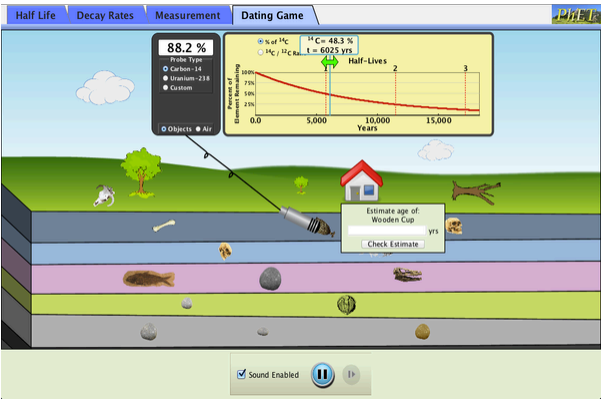 Half Life
Decay Rates
Measurement
Dating Game
PhET
88.2 %
Probe Type
Carbon-14
Uranium-238
Custom
Objects
Air
% of 14C
14C / 12C Ra
14C= 48.3 %
t = 6025 yrs
Half-Lives
1
2
3
Percent of
Element Remaining
100%
75%
50%
25%
0.0
5,000
10,000
15,000
Years
Estimate age of:
Wooden Cup
yrs
Check Estimate
Sound Enabled